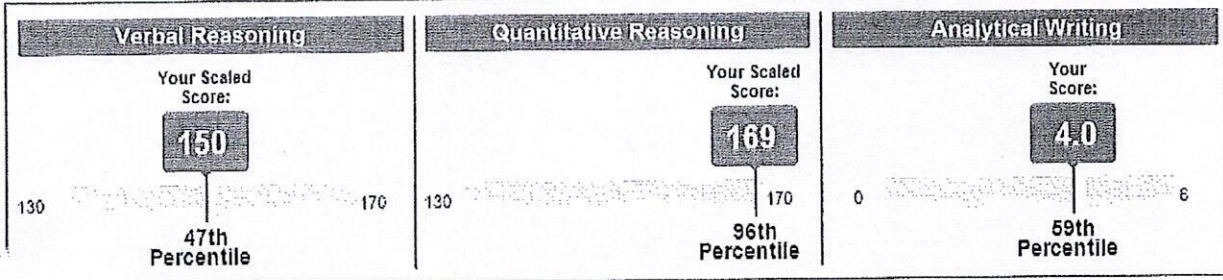 Verbal Reasoning
Your Scaled
Score:
150
130
170
47th
Percentile
Quantitative Reasoning
Your Scaled
Score:
169
130
170
96th
Percentile
Analytical Writing
Your
Score:
4.0
0
6
59th
Percentile